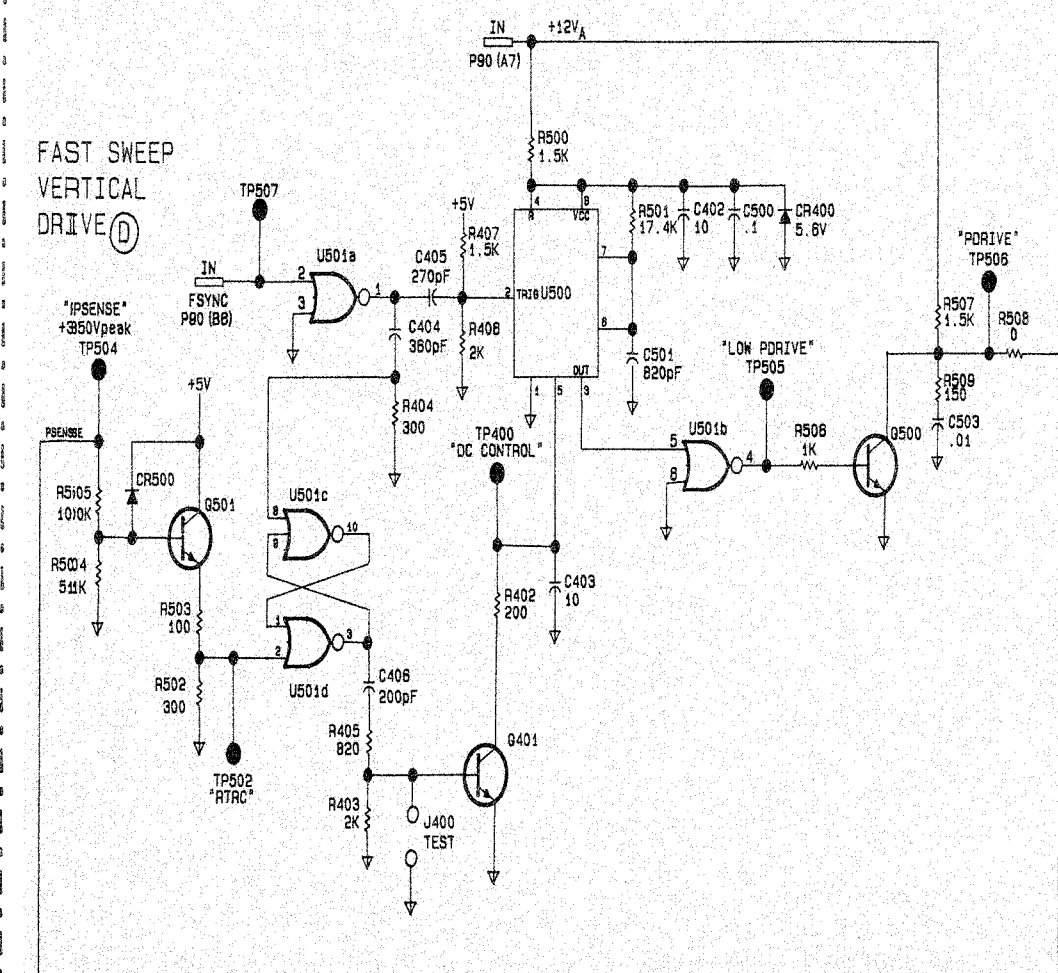 IN
+12VA
P90 (A7)
R500
1.5K
FAST SWEEP
VERTICAL
DRIVE D
TP507
+5V
4
R
8
VCC
R501
17.4K
C402
10
C500
.1
CR400
5.6V
"PDRIVE"
TP506
R407
1.5K
C405
270pF
U501a
IN
FSYNC
P90 (B8)
2
3
1
2
TRIG
U500
7
6
C404
360pF
R408
2K
C501
820pF
OUT
1
5
3
R507
1.5K
R508
0
R509
150
C503
.01
+350Vpeak
TP504
+5V
R404
300
TP400
"DC CONTROL"
"LOW PDRIVE"
TP505
U501b
5
6
4
R506
1K
Q500
CR500
Q501
U501c
8
9
10
R503
100
R402
200
C403
10
1
2
3
U501d
R502
300
C406
200pF
TP502
"RTRC"
R405
820
Q401
R403
2K
J400
TEST